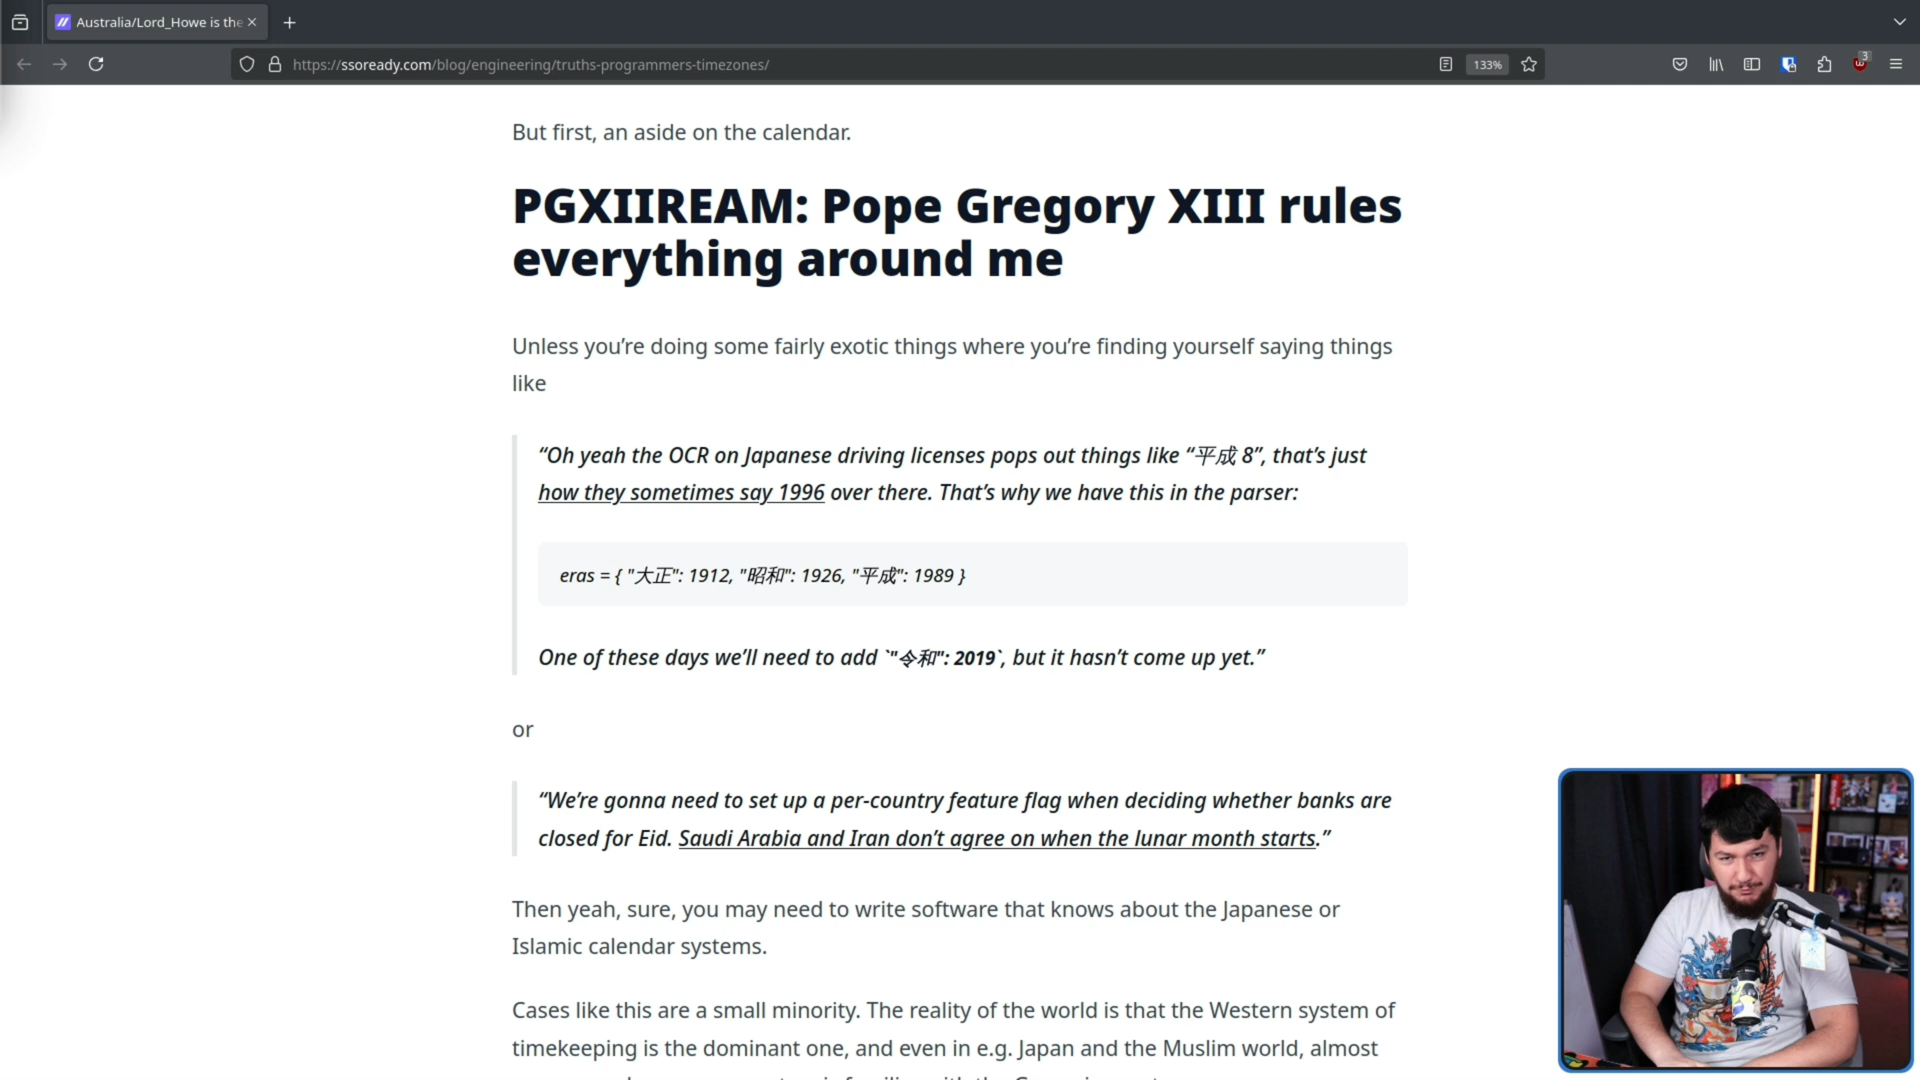 Australia/Lord_Howe is the
https://ssoready.com/blog/engineering/truths-programmers-timezones/
133%
3
But first, an aside on the calendar.
PGXIIREAM: Pope Gregory XIII rules
everything around me
Unless you’re doing some fairly exotic things where you’re finding yourself saying things
like
“Oh yeah the OCR on Japanese driving licenses pops out things like “平成 8”, that’s just
how they sometimes say 1996 over there. That’s why we have this in the parser:
eras = { "大正": 1912, "昭和": 1926, "平成": 1989 }
One of these days we’ll need to add `"令和": 2019`, but it hasn’t come up yet.”
or
“We’re gonna need to set up a per-country feature flag when deciding whether banks are
closed for Eid. Saudi Arabia and Iran don’t agree on when the lunar month starts.”
Then yeah, sure, you may need to write software that knows about the Japanese or
Islamic calendar systems.
Cases like this are a small minority. The reality of the world is that the Western system of
timekeeping is the dominant one, and even in e.g. Japan and the Muslim world, almost